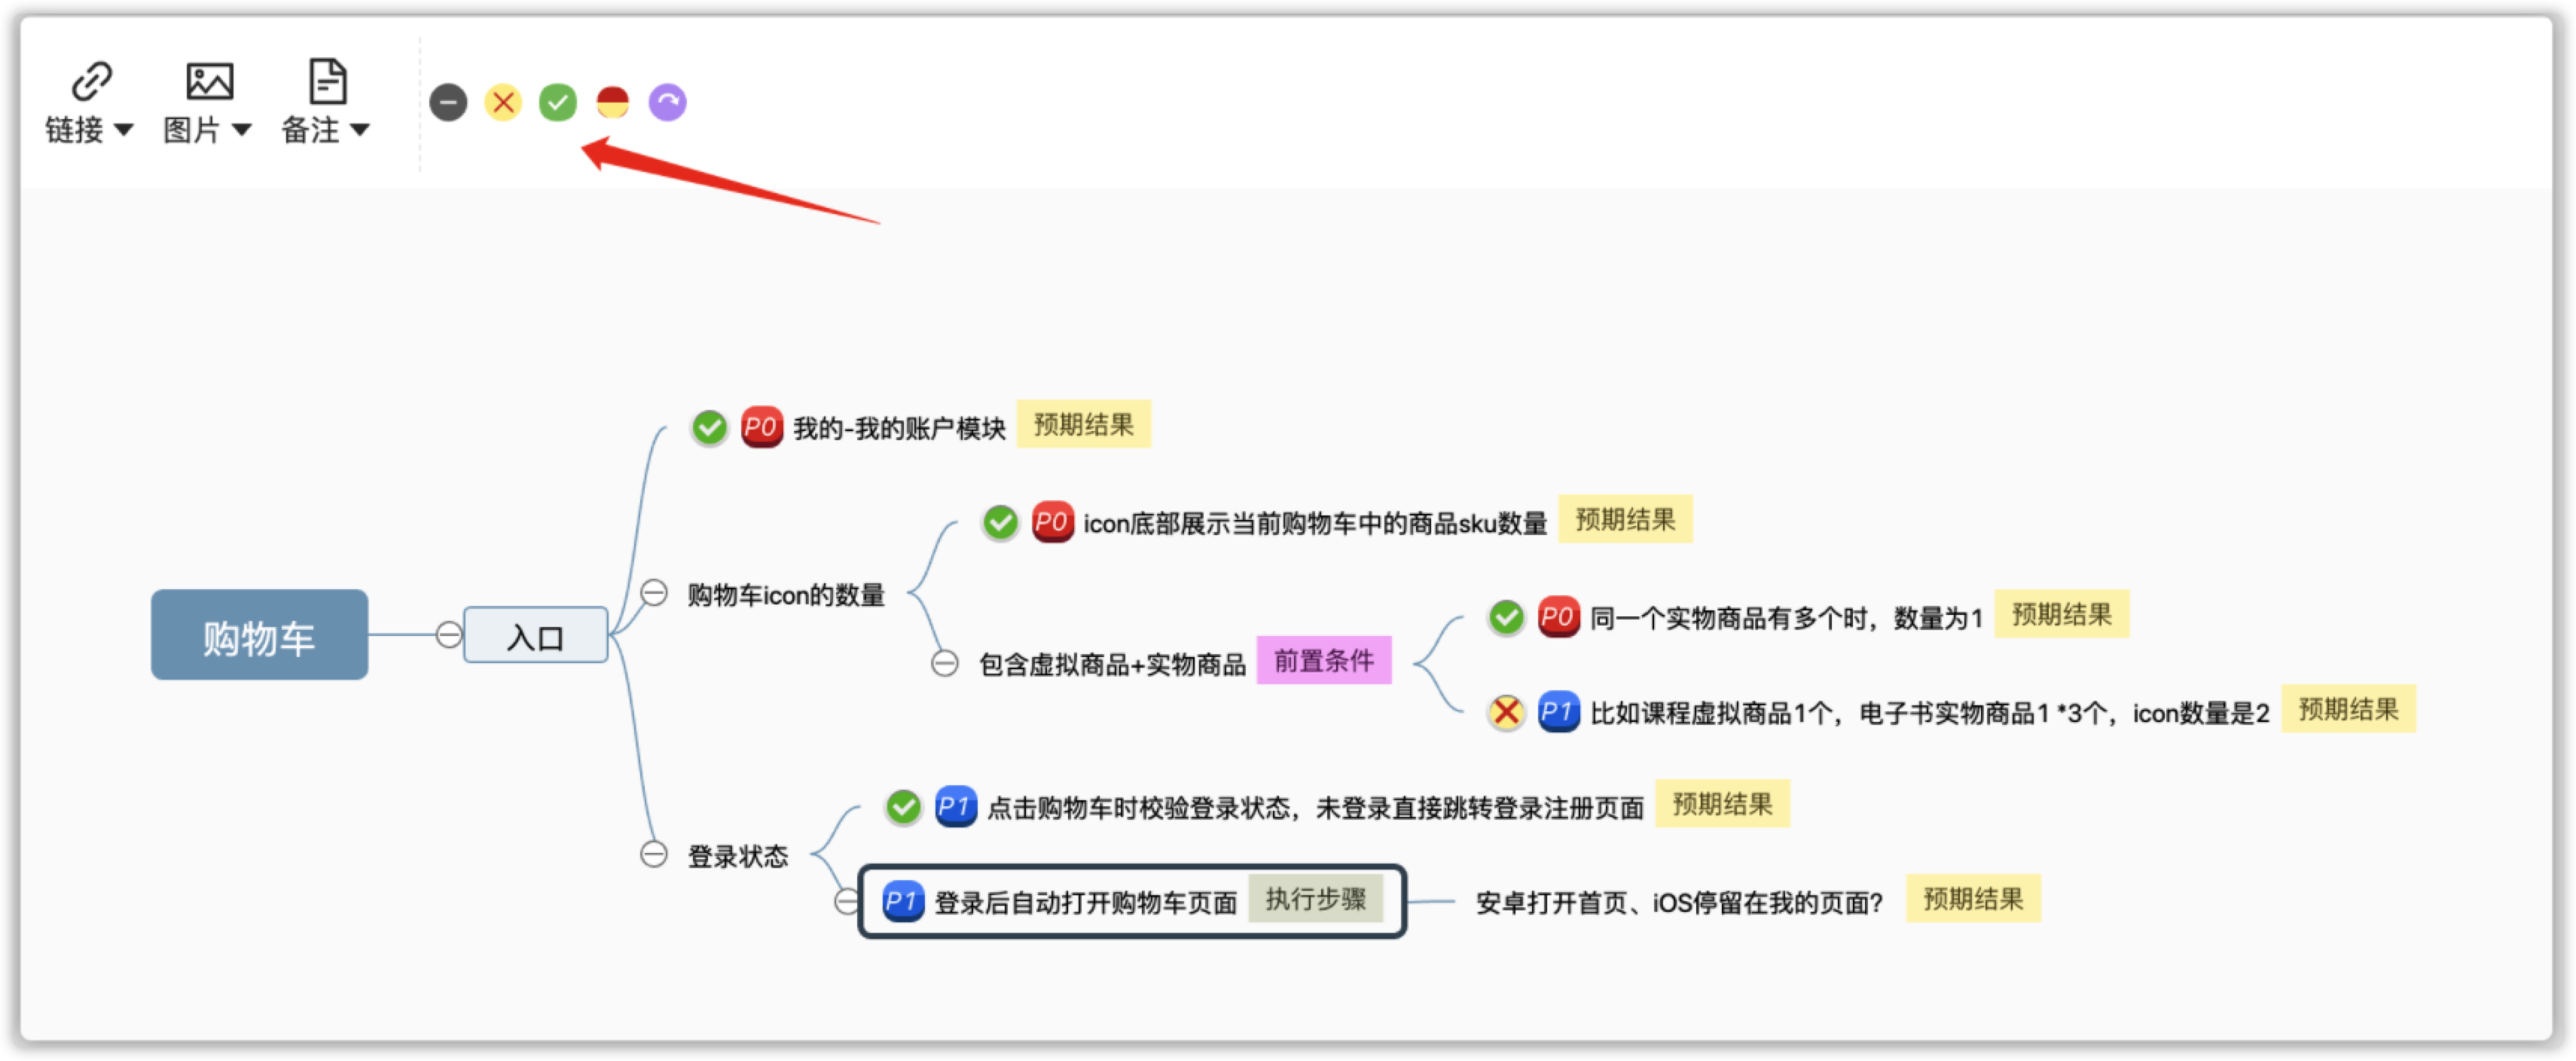 链接 图片 备注
P0 我的-我的账户模块 预期结果
P0 icon底部展示当前购物车中的商品sku数量 预期结果
购物车icon的数量
P0 同一个实物商品有多个时，数量为1 预期结果
购物车 入口
包含虚拟商品+实物商品 前置条件
P1 比如课程虚拟商品1个，电子书实物商品1 *3个，icon数量是2 预期结果
P1 点击购物车时校验登录状态，未登录直接跳转登录注册页面 预期结果
登录状态
P1 登录后自动打开购物车页面 执行步骤 安卓打开首页、iOS停留在我的页面? 预期结果